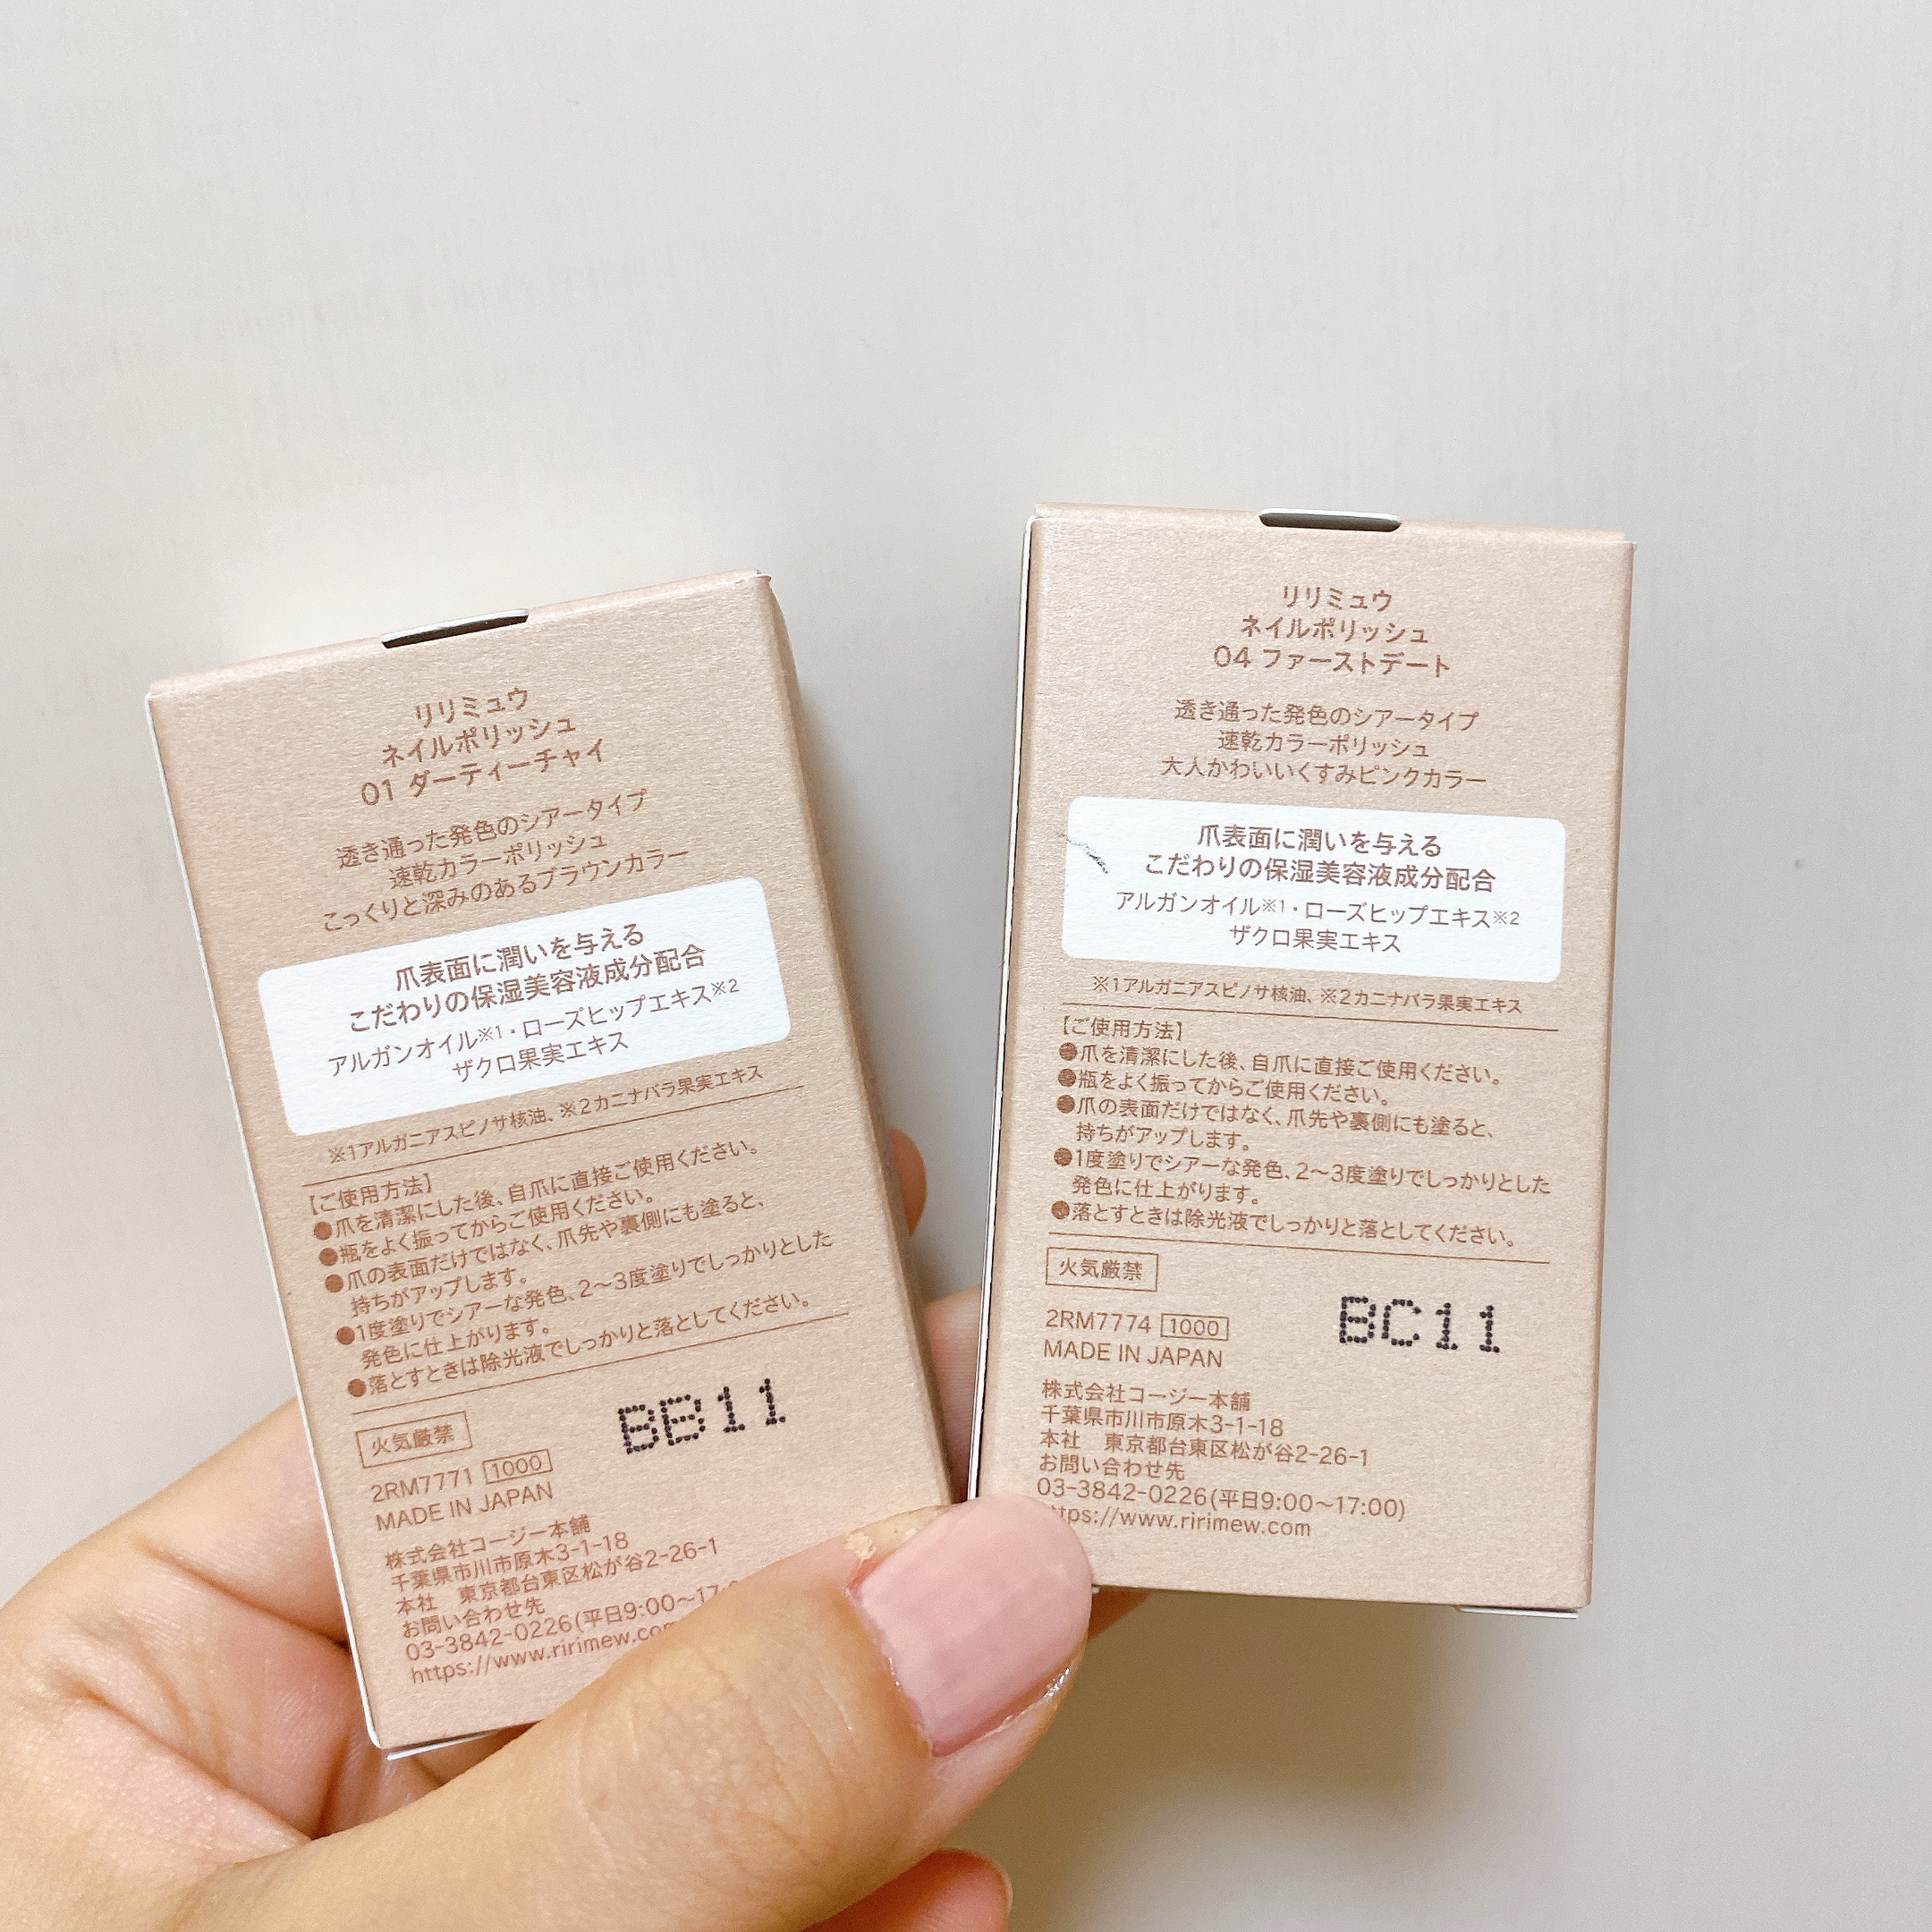 リリミュウ
ネイルポリッシュ
01 ダーティーチャイ
透き通った発色のシアータイプ
速乾カラーポリッシュ
こっくりと深みのあるブラウンカラー
爪表面に潤いを与える
こだわりの保湿美容液成分配合
アルガンオイル※1・ローズヒップエキス※2
ザクロ果実エキス
※1アルガニアスピノサ核油、※2カニナバラ果実エキス
【ご使用方法】
●爪を清潔にした後、自爪に直接ご使用ください。
●瓶をよく振ってからご使用ください。
●爪の表面だけではなく、爪先や裏側にも塗ると、
持ちがアップします。
●1度塗りでシアーな発色、2〜3度塗りでしっかりとした
発色に仕上がります。
●落とすときは除光液でしっかりと落としてください。
火気厳禁
BB11
2RM7771 1000
MADE IN JAPAN
株式会社コージー本舗
千葉県市川市原木3-1-18
本社 東京都台東区松が谷2-26-1
お問い合わせ先
03-3842-0226(平日9:00〜17:
https://www.ririmew.com
リリミュウ
ネイルポリッシュ
04 ファーストデート
透き通った発色のシアータイプ
速乾カラーポリッシュ
大人かわいいくすみピンクカラー
爪表面に潤いを与える
こだわりの保湿美容液成分配合
アルガンオイル※1・ローズヒップエキス※2
ザクロ果実エキス
※1アルガニアスピノサ核油、※2カニナバラ果実エキス
【ご使用方法】
●爪を清潔にした後、自爪に直接ご使用ください。
●瓶をよく振ってからご使用ください。
●爪の表面だけではなく、爪先や裏側にも塗ると、
持ちがアップします。
●1度塗りでシアーな発色、2〜3度塗りでしっかりとした
発色に仕上がります。
●落とすときは除光液でしっかりと落としてください。
火気厳禁
BC11
2RM7774 1000
MADE IN JAPAN
株式会社コージー本舗
千葉県市川市原木3-1-18
本社 東京都台東区松が谷2-26-1
お問い合わせ先
03-3842-0226(平日9:00〜17:00)
ttps://www.ririmew.com